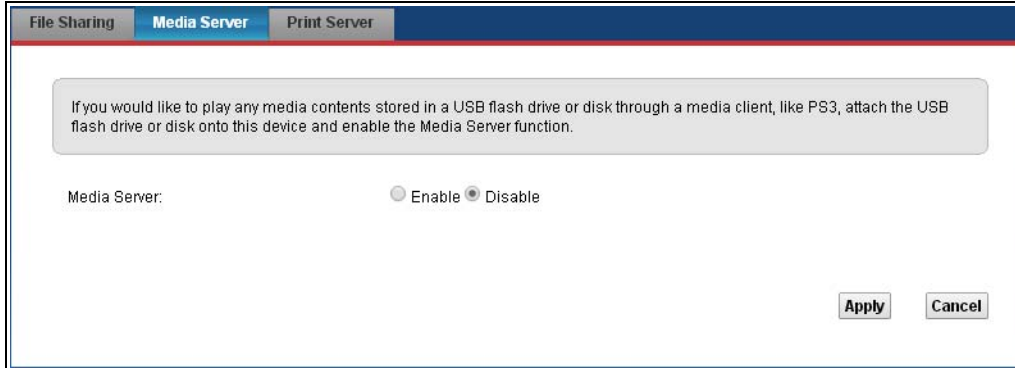 File Sharing Media Server Print Server
If you would like to play any media contents stored in a USB flash drive or disk through a media client, like PS3, attach the USB
flash drive or disk onto this device and enable the Media Server function.
Media Server: Enable Disable
Apply Cancel